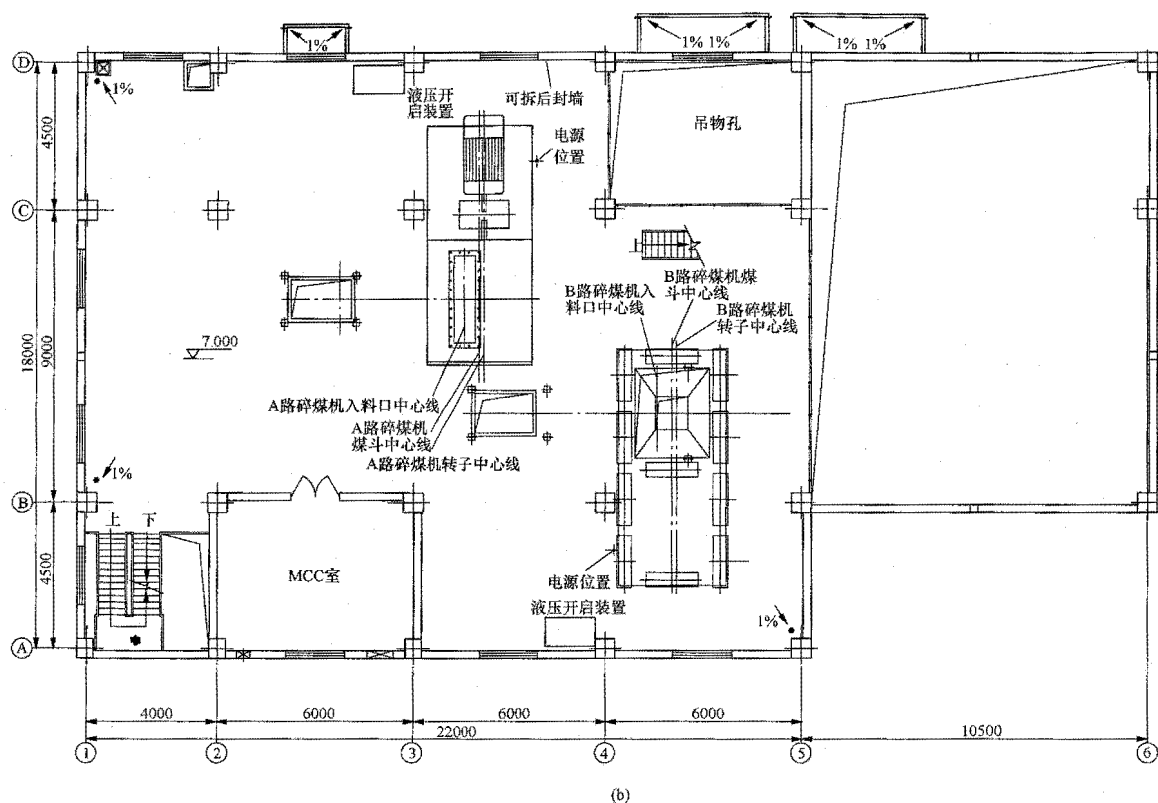 1%
1% 1%
1% 1%
D
1%
液压开
启装置
可拆后封墙
吊物孔
电源
位置
4500
C
B路碎煤机煤
斗中心线
B路碎煤机入
料口中心线
B路碎煤机
转子中心线
7.000
18000
9000
A路碎煤机入料口中心线
A路碎煤机
煤斗中心线
A路碎煤机转子中心线
1%
B
上 下
MCC室
4500
电源位置
液压开启装置
1%
A
4000
6000
6000
6000
22000
10500
1
2
3
4
5
6
(b)